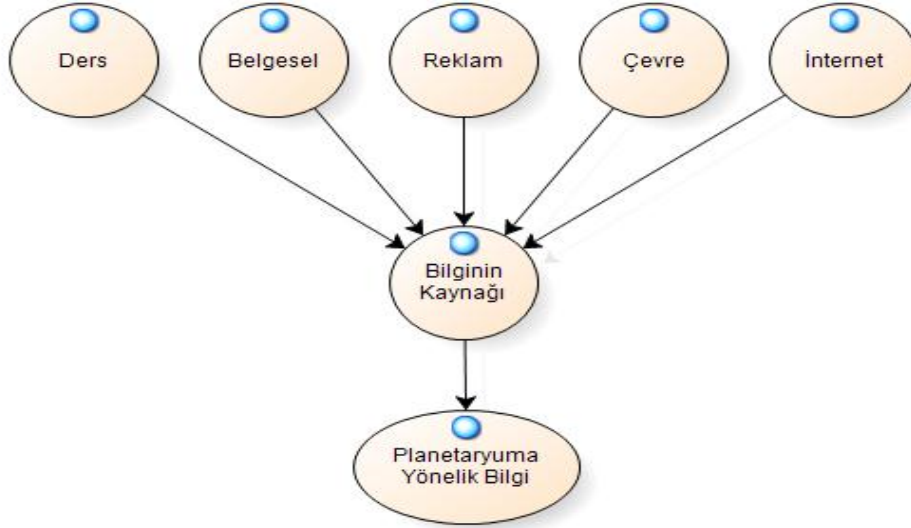 Ders
Belgesel
Reklam
Çevre
İnternet
Bilginin
Kaynağı
Planetaryuma
Yönelik Bilgi